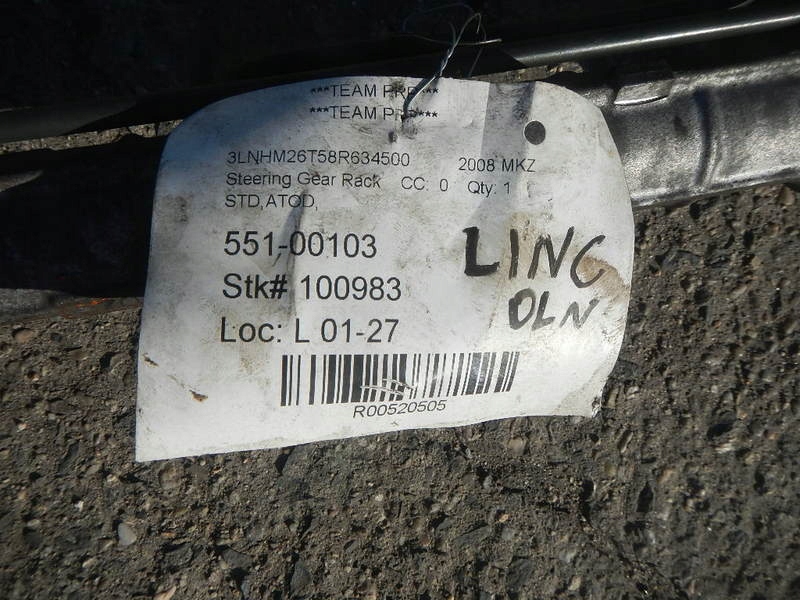 ***TEAM PRP***
***TEAM PRP***
3LNHM26T58R634500 2008 MKZ
Steering Gear Rack CC: 0 Qty: 1
STD,ATOD,
551-00103
Stk# 100983
Loc: L 01-27
LINC
OLN
R00520505